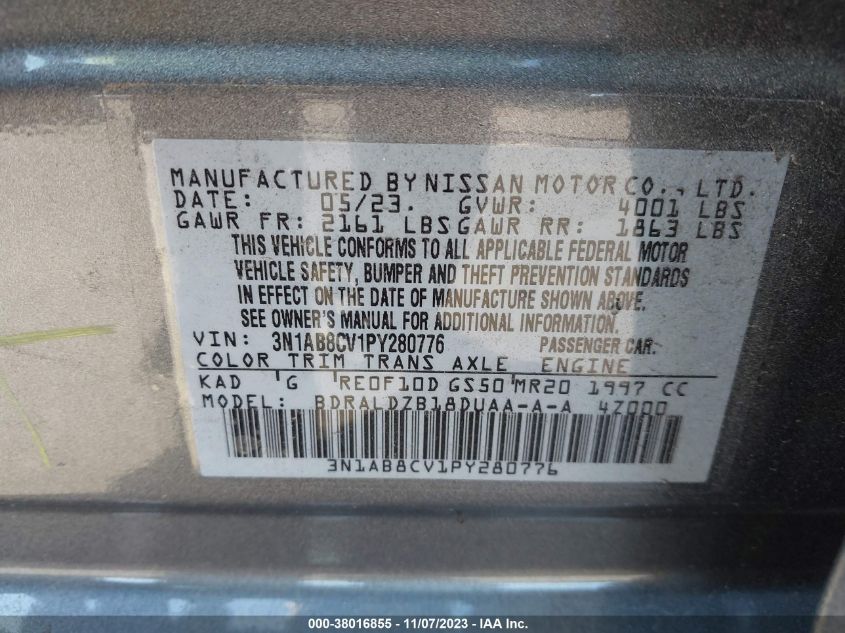 MANUFACTURED BY NISSAN MOTOR CO., LTD.
DATE: 05/23. GVWR: 4001 LBS
GAWR FR: 2161 LBS GAWR RR: 1863 LBS
THIS VEHICLE CONFORMS TO ALL APPLICABLE FEDERAL MOTOR
VEHICLE SAFETY, BUMPER AND THEFT PREVENTION STANDARDS
IN EFFECT ON THE DATE OF MANUFACTURE SHOWN ABOVE.
SEE OWNER'S MANUAL FOR ADDITIONAL INFORMATION.
VIN: 3N1AB8CV1PY280776 PASSENGER CAR.
COLOR TRIM TRANS AXLE ENGINE
KAD 'G 'RE0F10D GS50'MR20 1997 CC
MODEL: BDRALDZB18DUAA-A-A 4Z000
3N1AB8CV1PY280776
000-38016855 - 11/07/2023 - IAAI.com